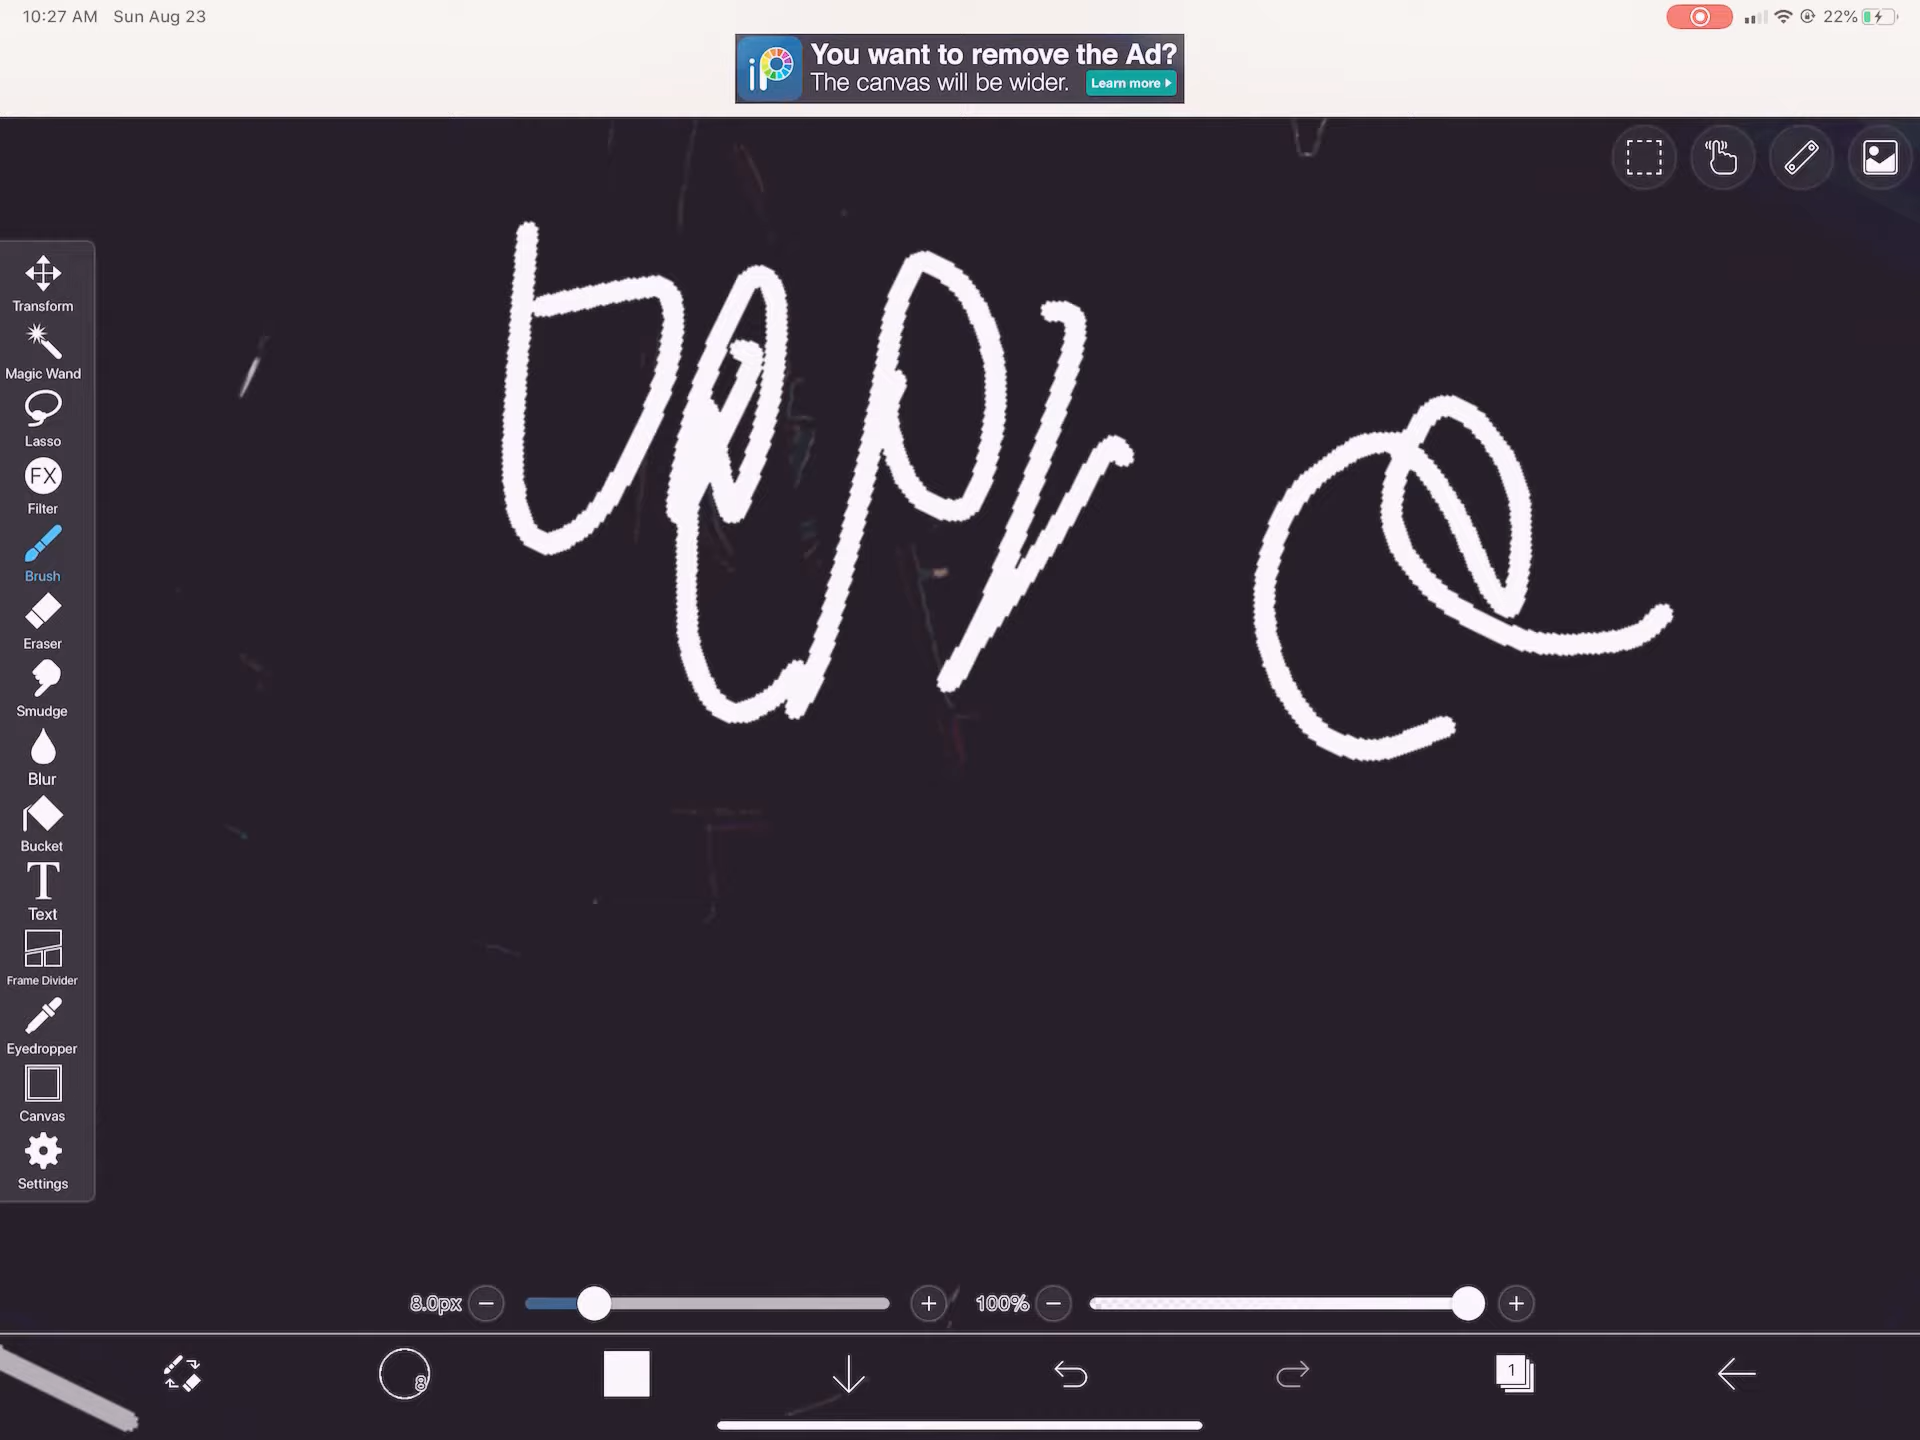 10:27 AM Sun Aug 23
22%
You want to remove the Ad?
The canvas will be wider. Learn more
Transform
Magic Wand
Lasso
FX
Filter
Brush
Eraser
Smudge
Blur
Bucket
T
Text
Frame Divider
Eyedropper
Canvas
Settings
8.0px
100%
8
1